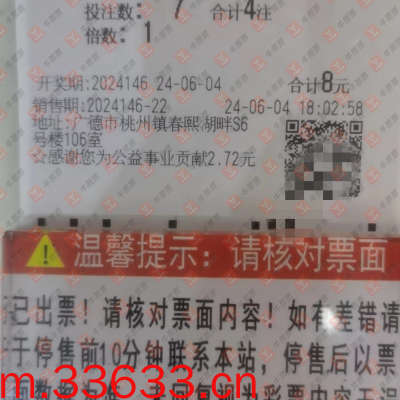 投注数: 7 合计4注
倍数: 1
开奖期:2024146 24-06-04 合计8元
销售期:2024146-22 24-06-04 18:02:58
地址:广德市桃州镇春熙湖畔S6
号楼106室
☆感谢您为公益事业贡献2.72元
温馨提示: 请核对票面
已出票!请核对票面内容!如有差错请
于停售前10分钟联系本站,停售后以票
m.33633.cn